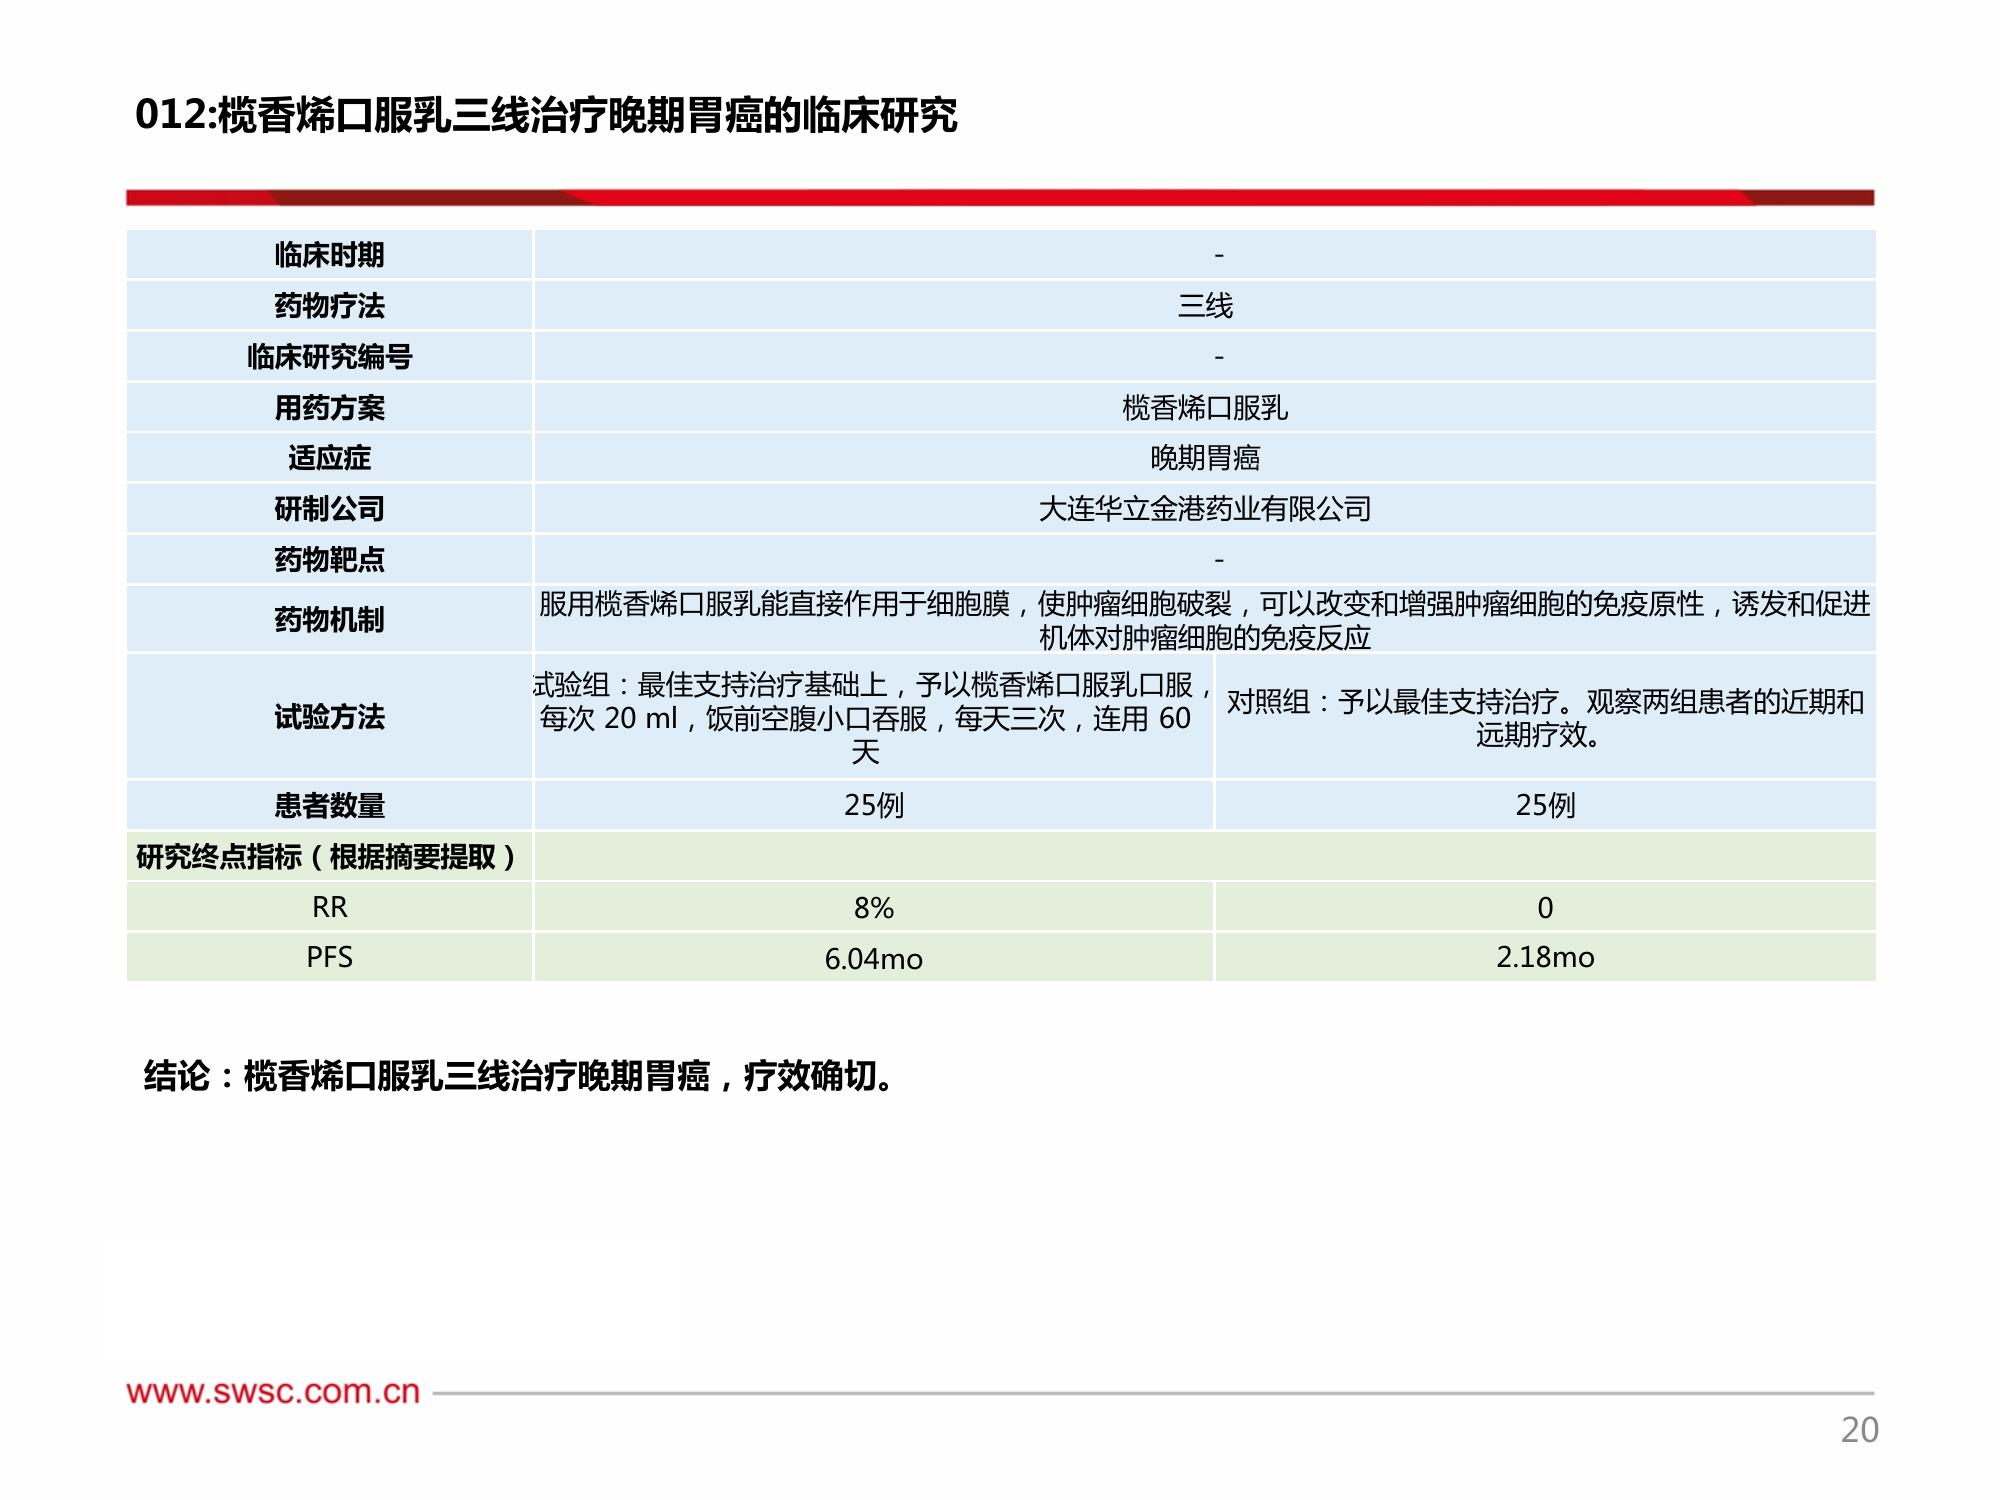 012:榄香烯口服乳三线治疗晚期胃癌的临床研究
临床时期 -
药物疗法 三线
临床研究编号 -
用药方案 榄香烯口服乳
适应症 晚期胃癌
研制公司 大连华立金港药业有限公司
药物靶点 -
药物机制 服用榄香烯口服乳能直接作用于细胞膜，使肿瘤细胞破裂，可以改变和增强肿瘤细胞的免疫原性，诱发和促进
机体对肿瘤细胞的免疫反应
试验方法
试验组：最佳支持治疗基础上，予以榄香烯口服乳口服，
每次 20 ml，饭前空腹小口吞服，每天三次，连用 60
天
对照组：予以最佳支持治疗。观察两组患者的近期和
远期疗效。
患者数量 25例 25例
研究终点指标（根据摘要提取）
RR 8% 0
PFS 6.04mo 2.18mo
结论：榄香烯口服乳三线治疗晚期胃癌，疗效确切。
www.swsc.com.cn
20